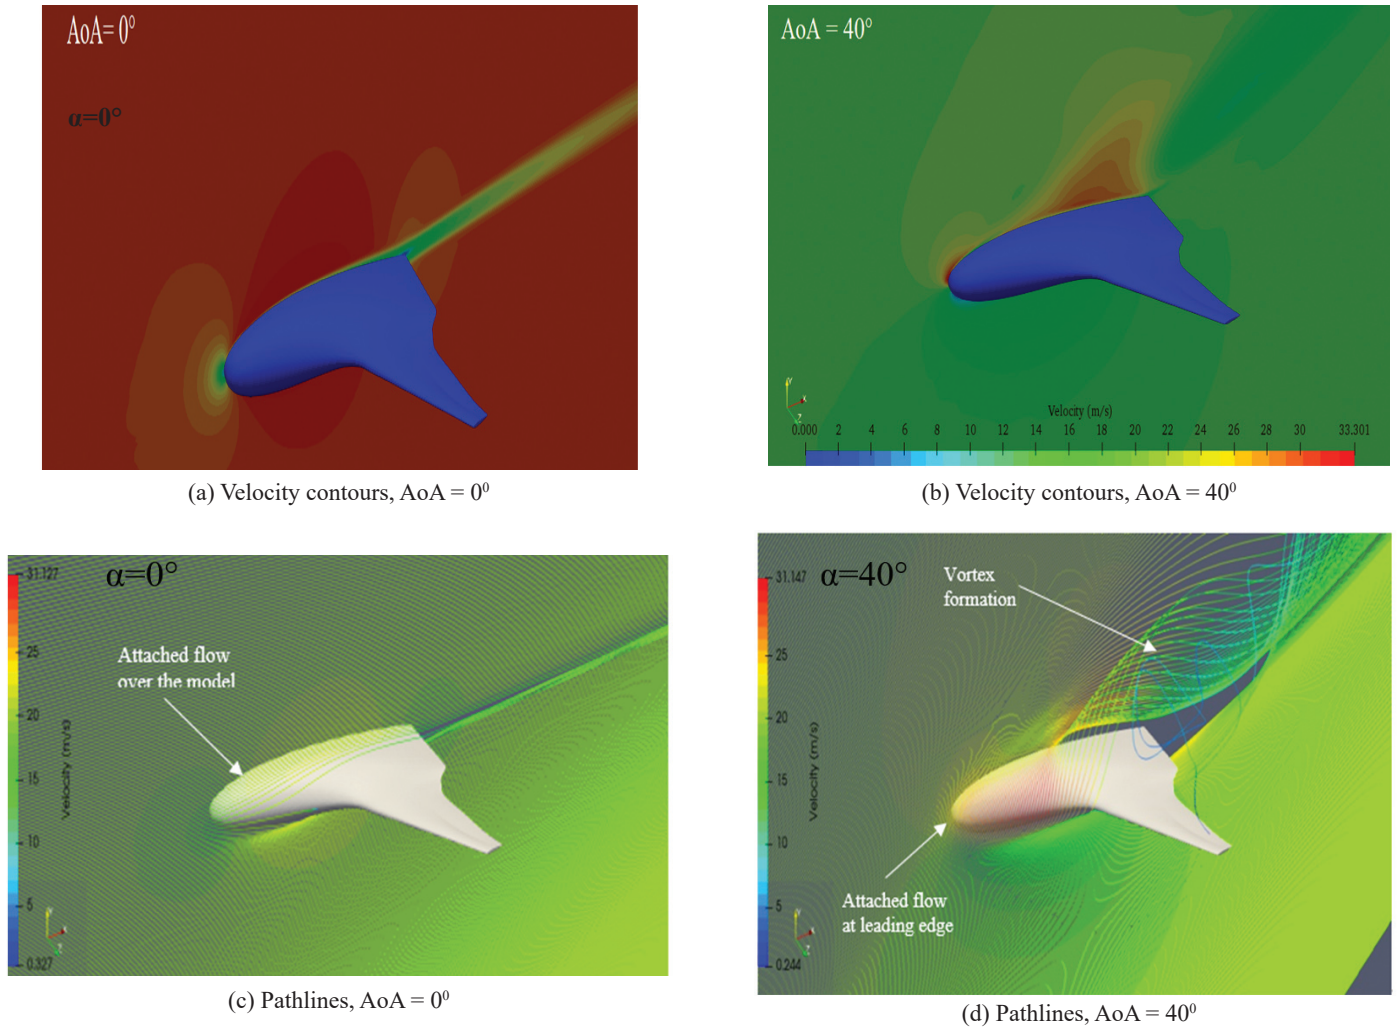 AoA= 0°
α=0°
AoA = 40°
Y
X
Z
Velocity (m/s)
0.000 2 4 6 8 10 12 14 16 18 20 22 24 26 28 30 33.301
(a) Velocity contours, AoA = 0⁰
(b) Velocity contours, AoA = 40⁰
α=0°
31.127
25
20
15
10
5
0.327
Velocity (m/s)
Attached flow
over the model
Y
X
Z
(c) Pathlines, AoA = 0⁰
α=40°
31.147
25
20
15
10
5
0.244
Velocity (m/s)
Vortex
formation
Attached flow
at leading edge
Y
X
Z
(d) Pathlines, AoA = 40⁰